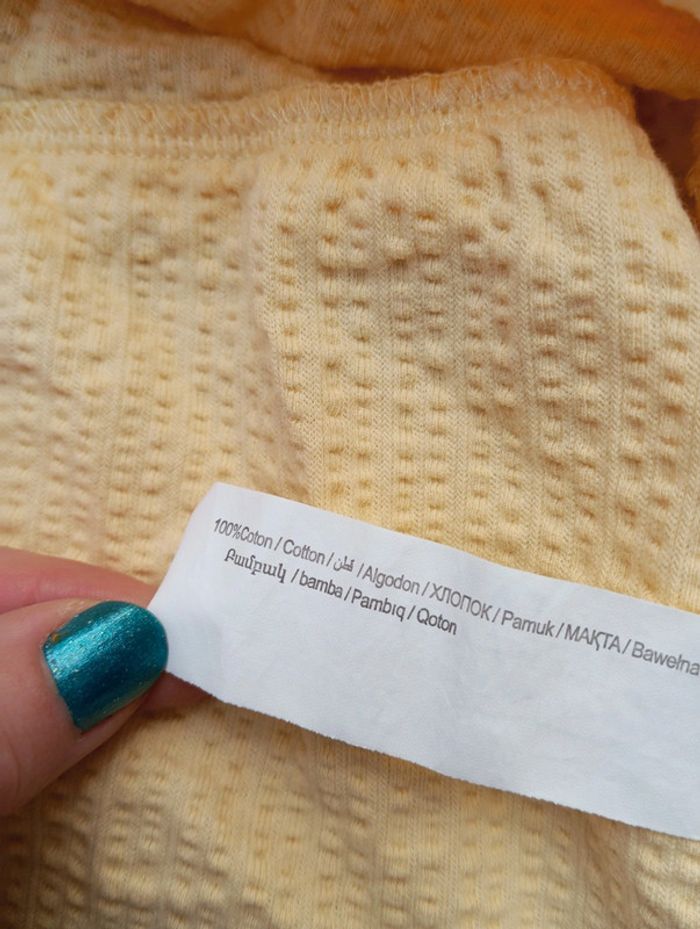 100%Coton / Cotton / قطن / Algodon / ХЛОПОК / Pamuk / МАҚТА / Bawełna
Բամբակ / bamba / Pambıq / Qoton